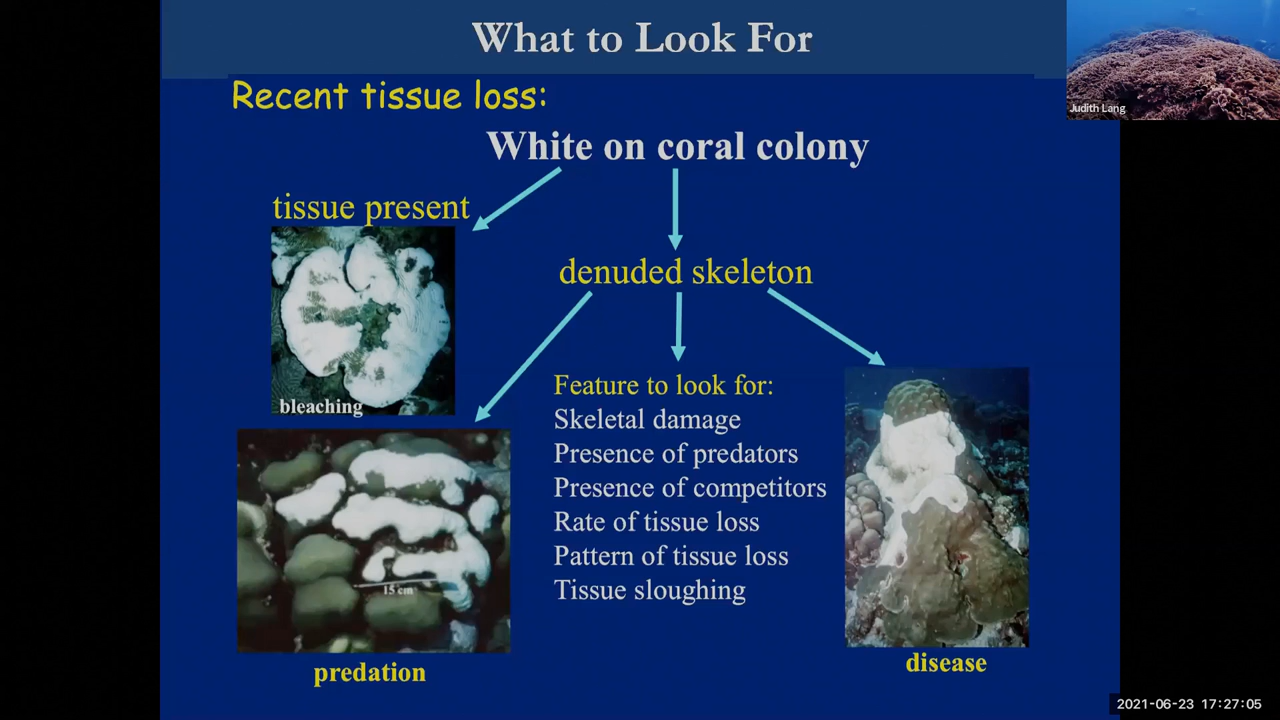 What to Look For
Judith Lang
Recent tissue loss:
White on coral colony
tissue present
bleaching
denuded skeleton
Feature to look for:
Skeletal damage
Presence of predators
Presence of competitors
Rate of tissue loss
Pattern of tissue loss
Tissue sloughing
15 cm
predation
disease
2021-06-23 17:27:05